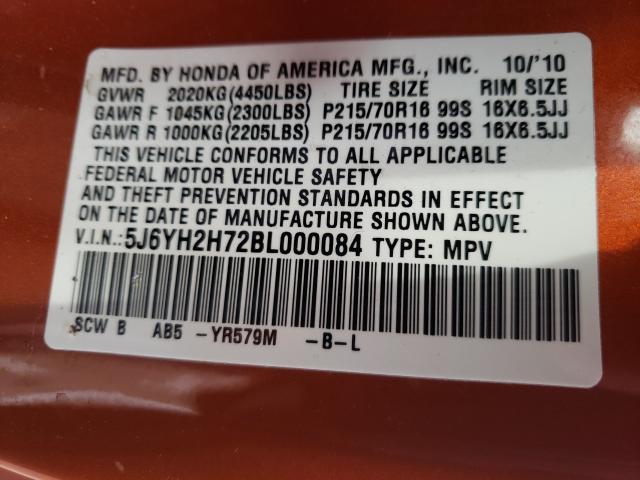 MFD. BY HONDA OF AMERICA MFG., INC. 10/'10
GVWR 2020KG(4450LBS) TIRE SIZE RIM SIZE
GAWR F 1045KG(2300LBS) P215/70R16 99S 16X6.5JJ
GAWR R 1000KG(2205LBS) P215/70R16 99S 16X6.5JJ
THIS VEHICLE CONFORMS TO ALL APPLICABLE
FEDERAL MOTOR VEHICLE SAFETY
AND THEFT PREVENTION STANDARDS IN EFFECT
ON THE DATE OF MANUFACTURE SHOWN ABOVE.
V.I.N.:5J6YH2H72BL000084 TYPE: MPV
SCW B AB5 -YR579M -B-L